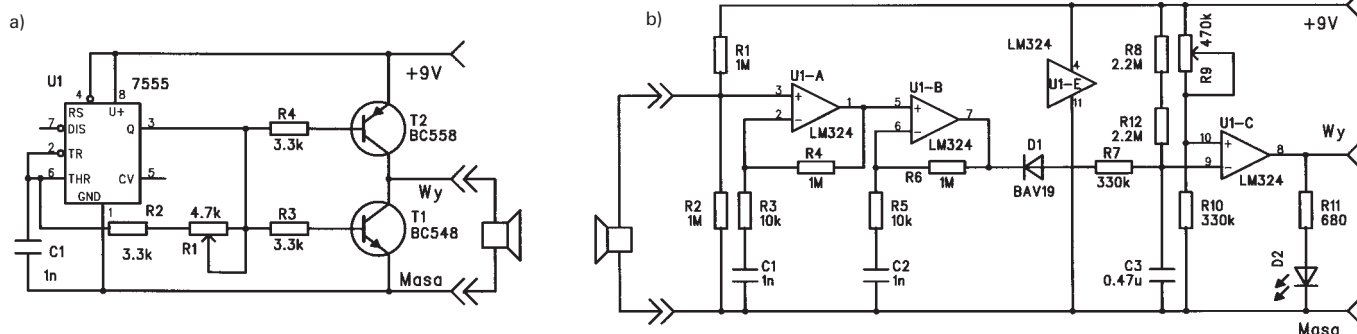 a)
+9V
U1
7555
4
8
RS
U+
7
DIS
Q
3
R4
3.3k
T2
BC558
2
TR
6
THR
CV
5
GND
1
Wy
R2
3.3k
4.7k
R1
R3
3.3k
T1
BC548
C1
1n
Masa
b)
+9V
R1
1M
LM324
4
U1-E
11
R8
2.2M
470k
R9
U1-A
3
+
2
-
1
LM324
U1-B
5
+
6
-
7
LM324
R12
2.2M
U1-C
10
+
9
-
8
LM324
Wy
R4
1M
R6
1M
D1
BAV19
R7
330k
R2
1M
R3
10k
R5
10k
R10
330k
R11
680
C1
1n
C2
1n
C3
0.47u
D2
Masa